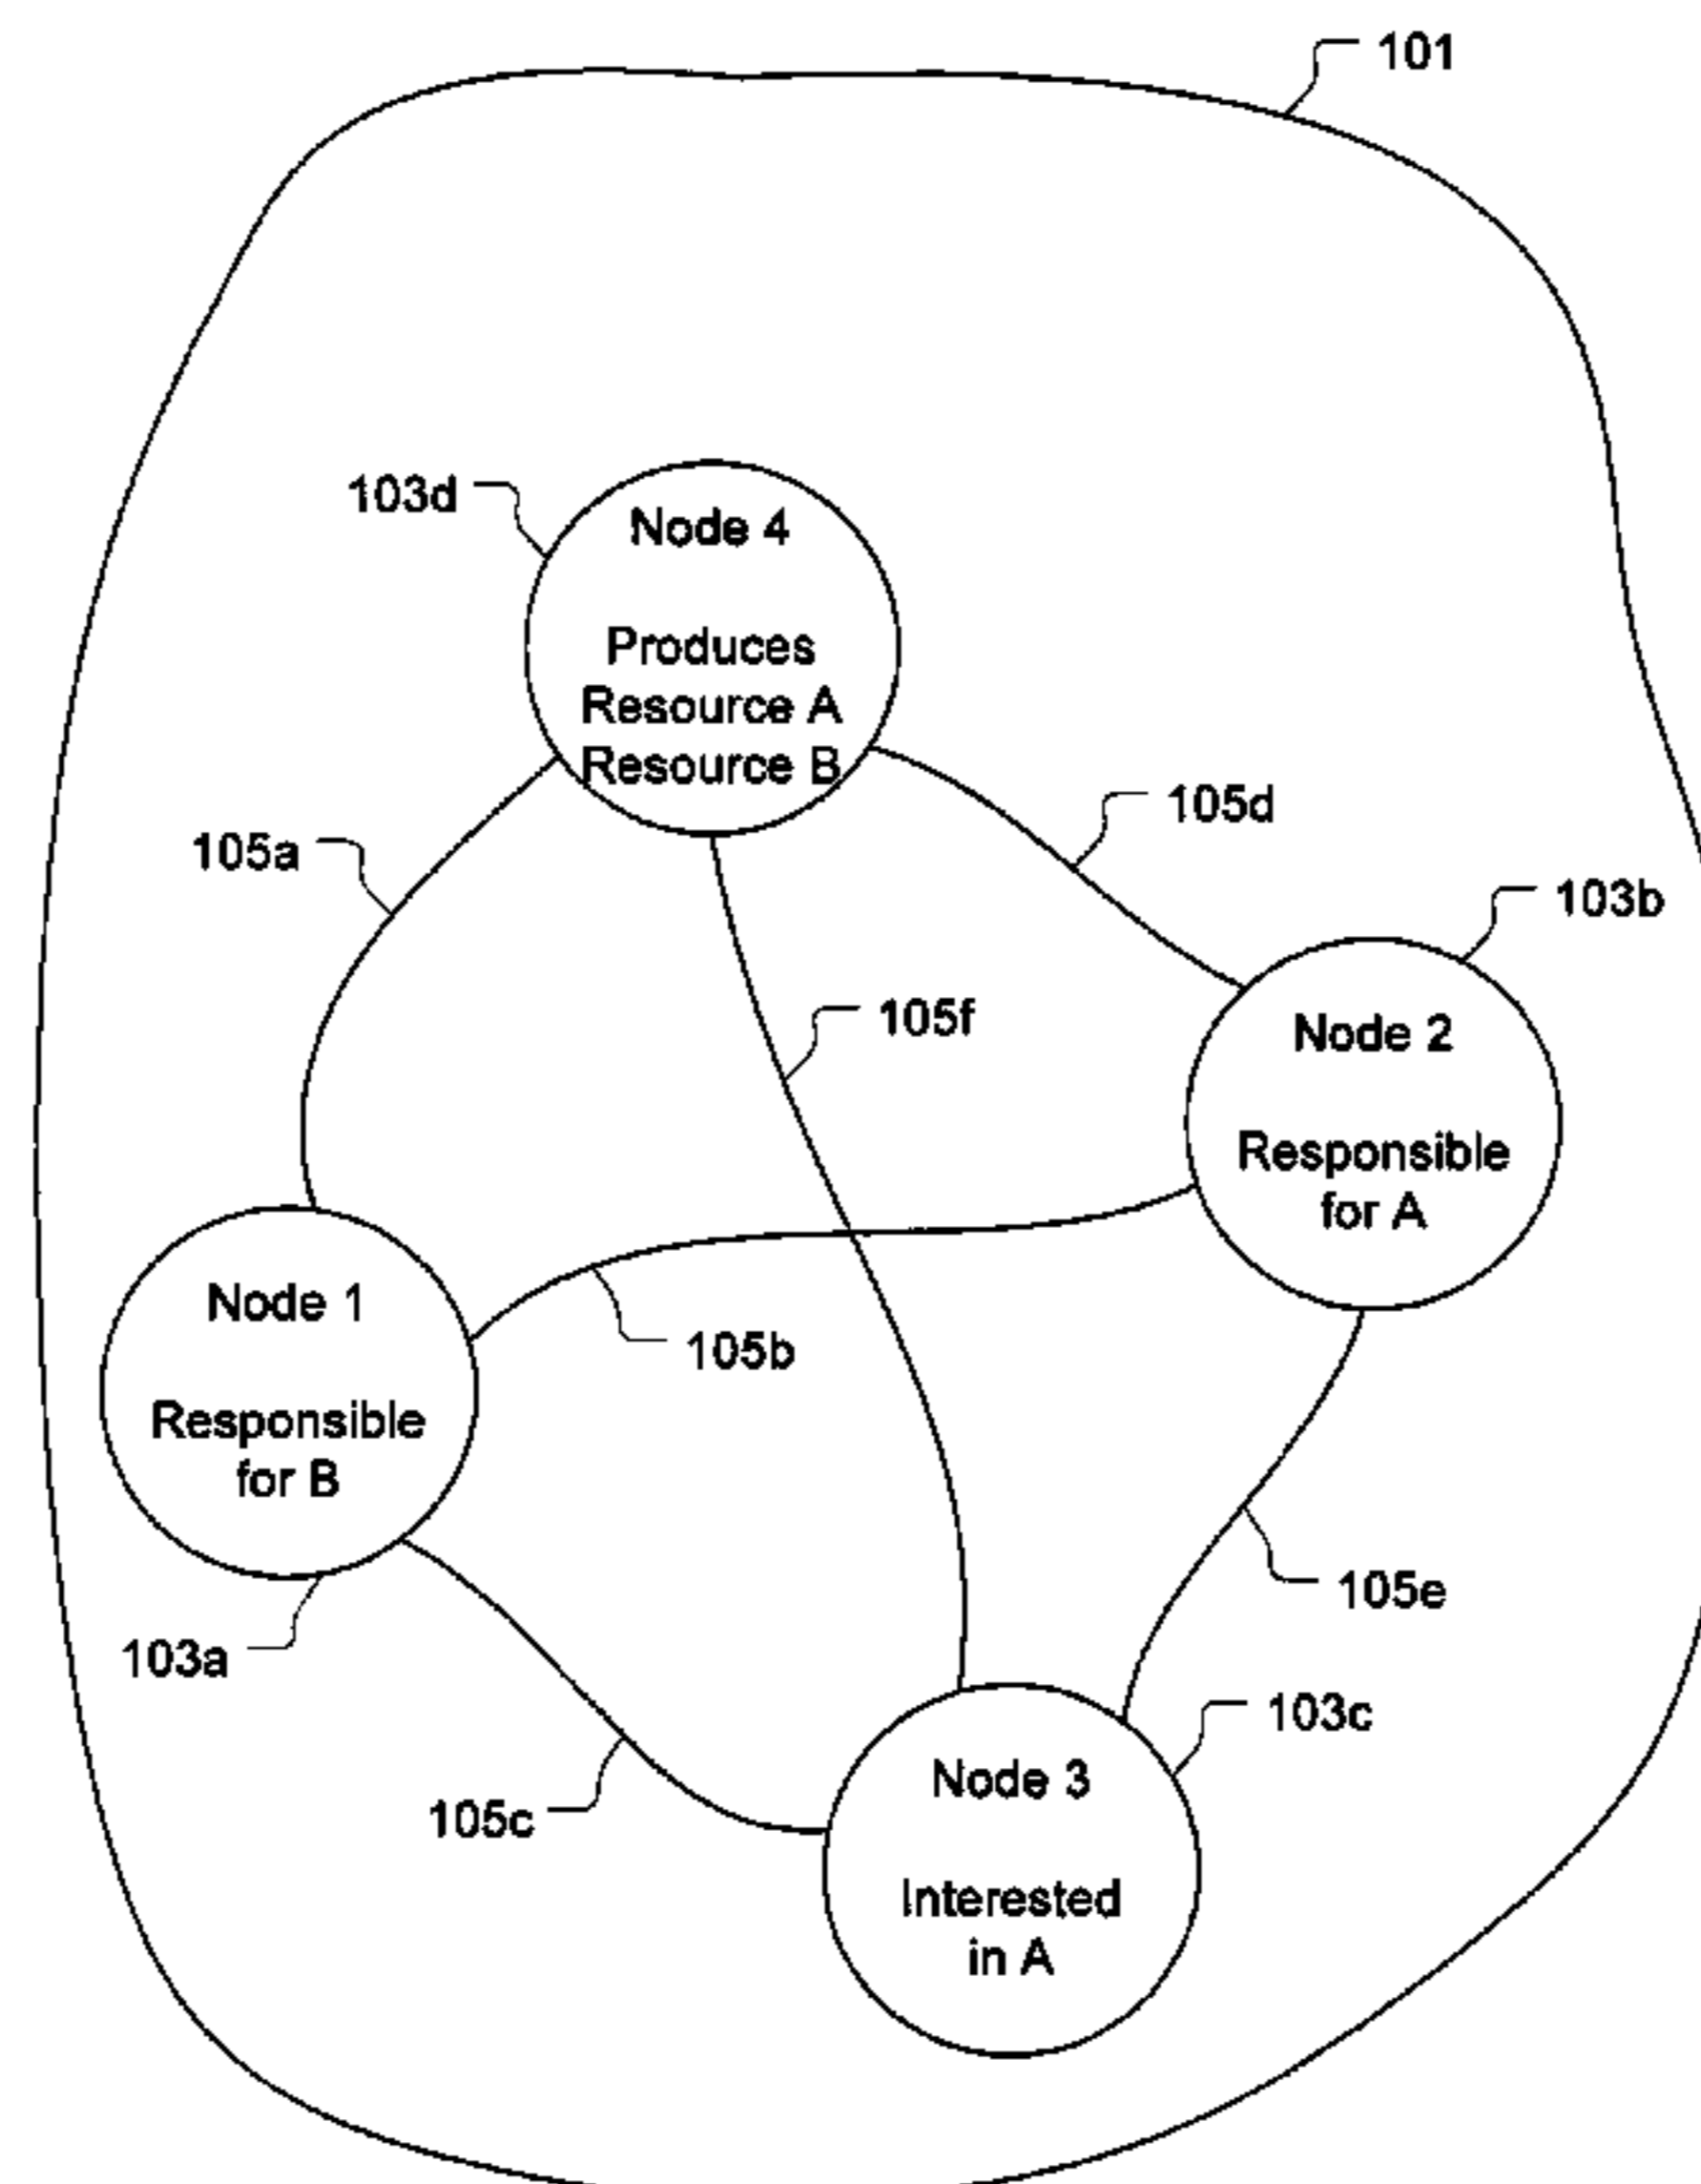 101
103d
Node 4
Produces
Resource A
Resource B
105d
105a
103b
105f
Node 2
Responsible
for A
Node 1
105b
Responsible
for B
105e
103a
103c
Node 3
105c
Interested
in A